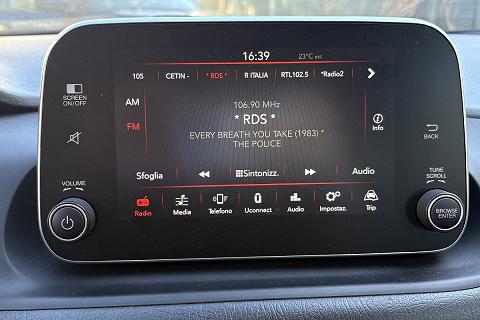 16:39 23°C est.
105 CETIN - * RDS * R ITALIA RTL102.5 *Radio2
SCREEN
ON/OFF
AM
FM
106.90 MHz
* RDS *
EVERY BREATH YOU TAKE (1983) *
THE POLICE
Info
BACK
Sfoglia Sintonizz. Audio
VOLUME
TUNE
SCROLL
Radio Media Telefono Uconnect Audio Impostaz. Trip
BROWSE
ENTER